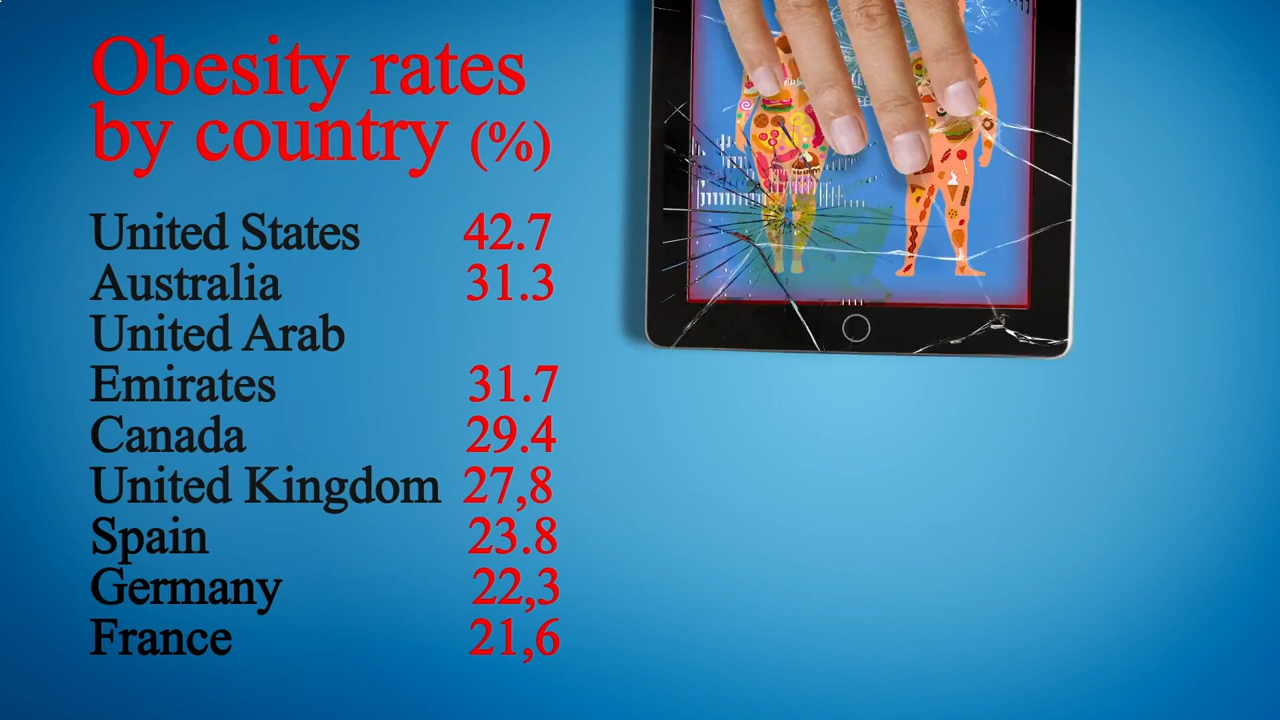 Obesity rates
by country (%)
United States 42.7
Australia 31.3
United Arab
Emirates 31.7
Canada 29.4
United Kingdom 27,8
Spain 23.8
Germany 22,3
France 21,6